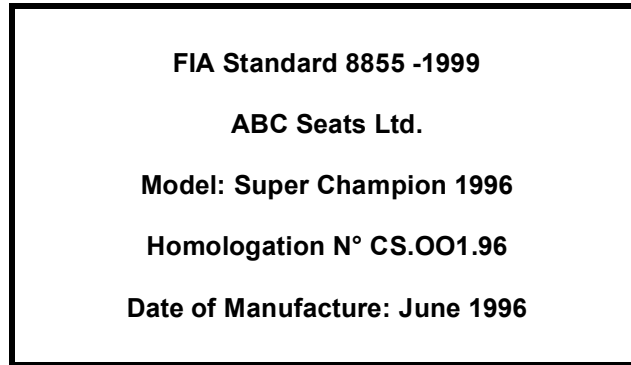 FIA Standard 8855 -1999
ABC Seats Ltd.
Model: Super Champion 1996
Homologation N° CS.OO1.96
Date of Manufacture: June 1996